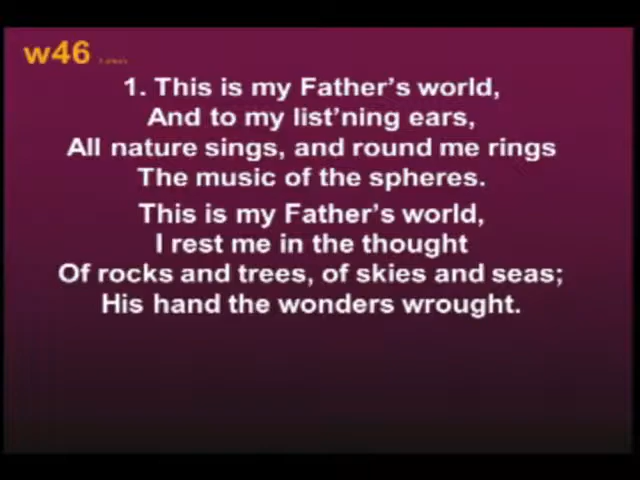 w46
1. This is my Father's world,
And to my list'ning ears,
All nature sings, and round me rings
The music of the spheres.
This is my Father's world,
I rest me in the thought
Of rocks and trees, of skies and seas;
His hand the wonders wrought.